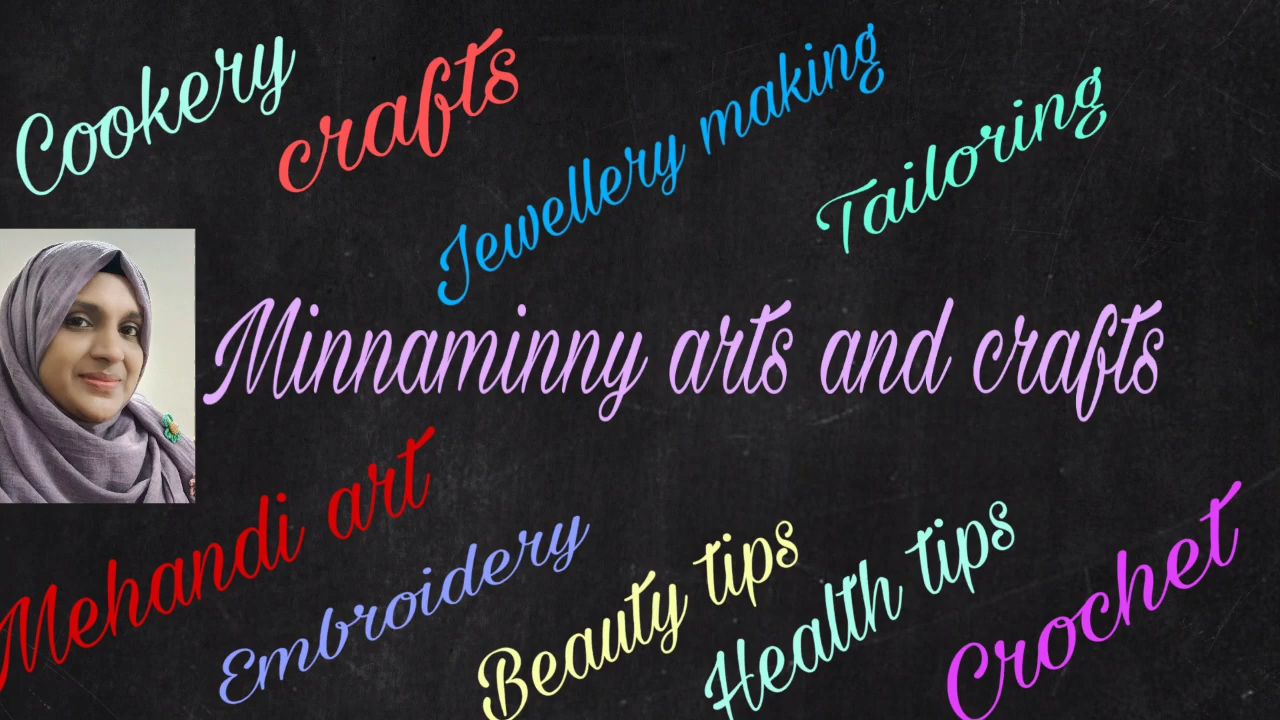 Cookery
crafts
Jewellery making
Tailoring
Minnaminny arts and crafts
Mehandi art
Embroidery
Beauty tips
Health tips
Crochet